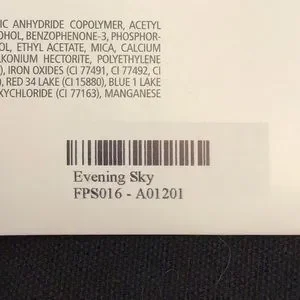 IC ANHYDRIDE COPOLYMER, ACETYL
OHOL, BENZOPHENONE-3, PHOSPHOR-
OL, ETHYL ACETATE, MICA, CALCIUM
LKONIUM HECTORITE, POLYETHYLENE
), IRON OXIDES (CI 77491, CI 77492, CI
), RED 34 LAKE (CI 15880), BLUE 1 LAKE
XYCHLORIDE (CI 77163), MANGANESE
Evening Sky
FPS016 - A01201